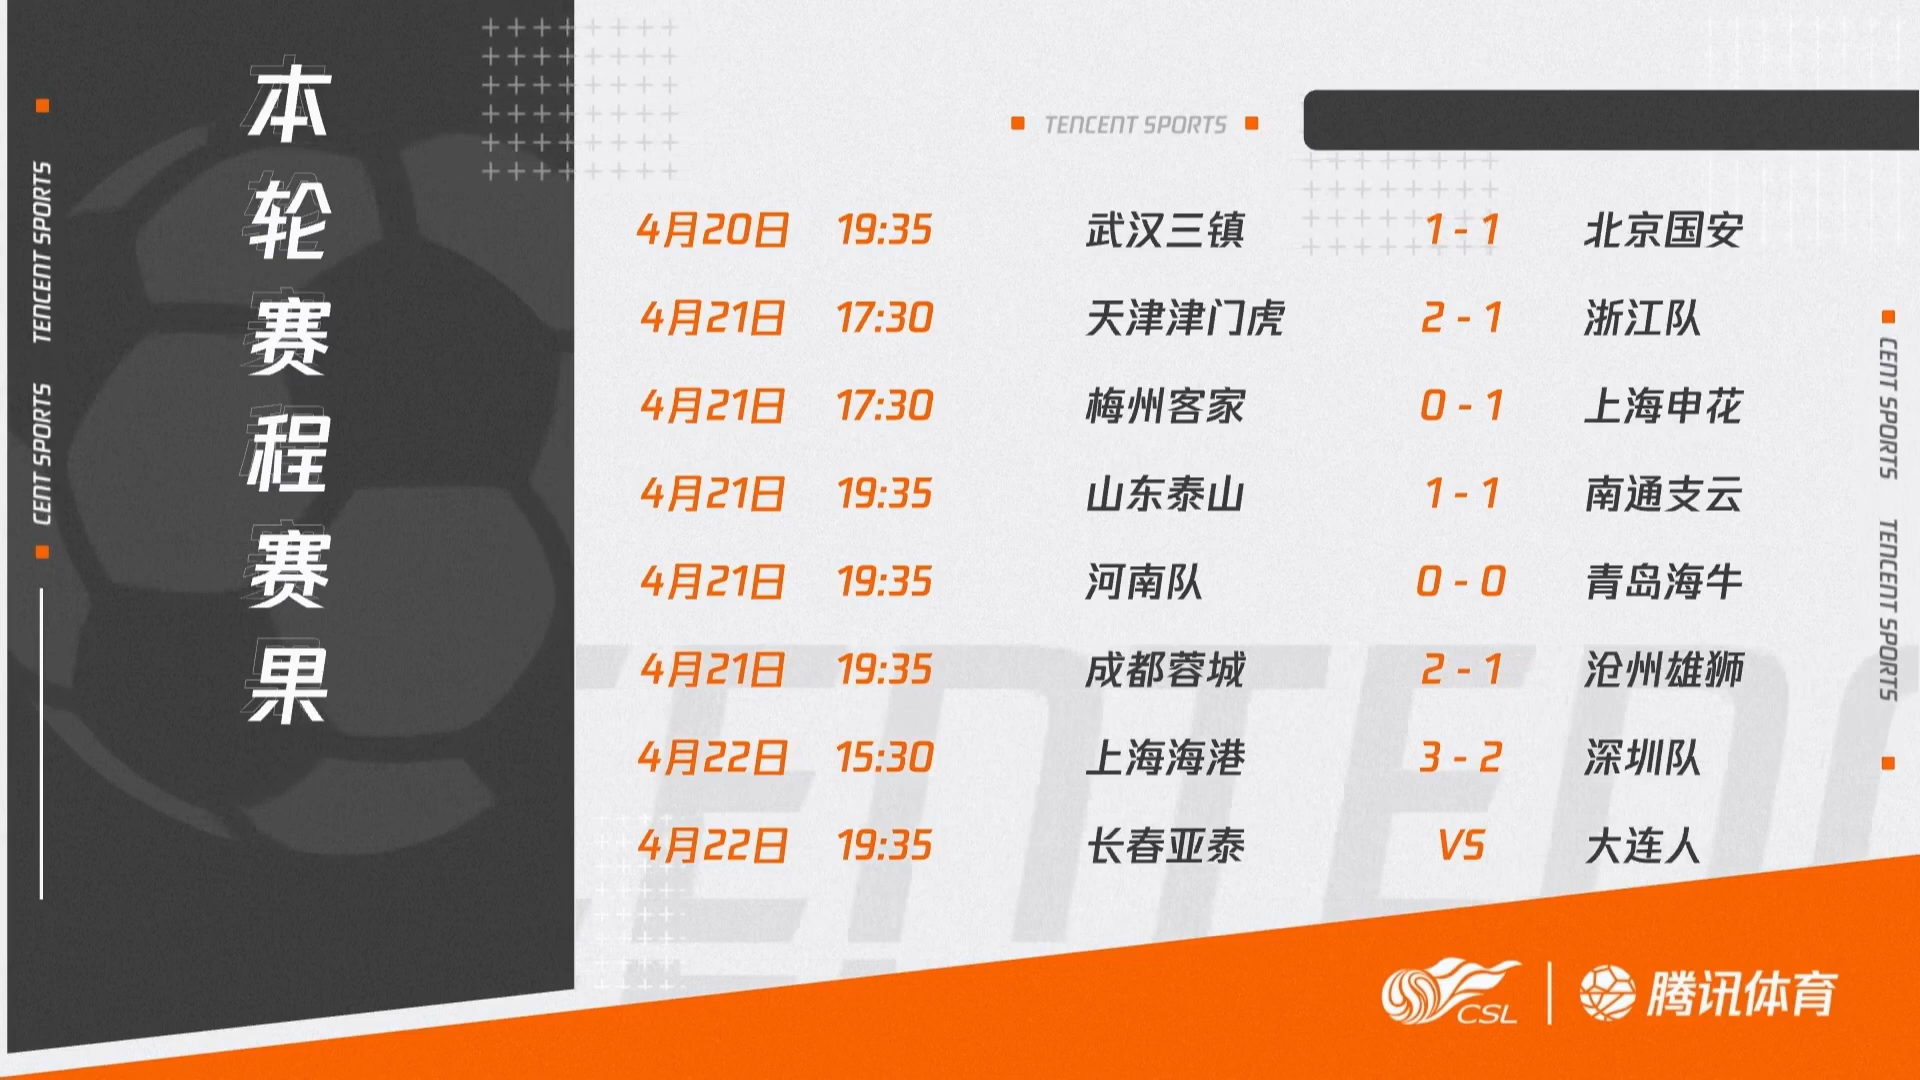 本轮赛程赛果
TENCENT SPORTS
CENT SPORTS
TENCENT SPORTS
4月20日 19:35 武汉三镇 1 - 1 北京国安
4月21日 17:30 天津津门虎 2 - 1 浙江队
4月21日 17:30 梅州客家 0 - 1 上海申花
4月21日 19:35 山东泰山 1 - 1 南通支云
4月21日 19:35 河南队 0 - 0 青岛海牛
4月21日 19:35 成都蓉城 2 - 1 沧州雄狮
4月22日 15:30 上海海港 3 - 2 深圳队
4月22日 19:35 长春亚泰 VS 大连人
CENT SPORTS
TENCENT SPORTS
CSL
腾讯体育